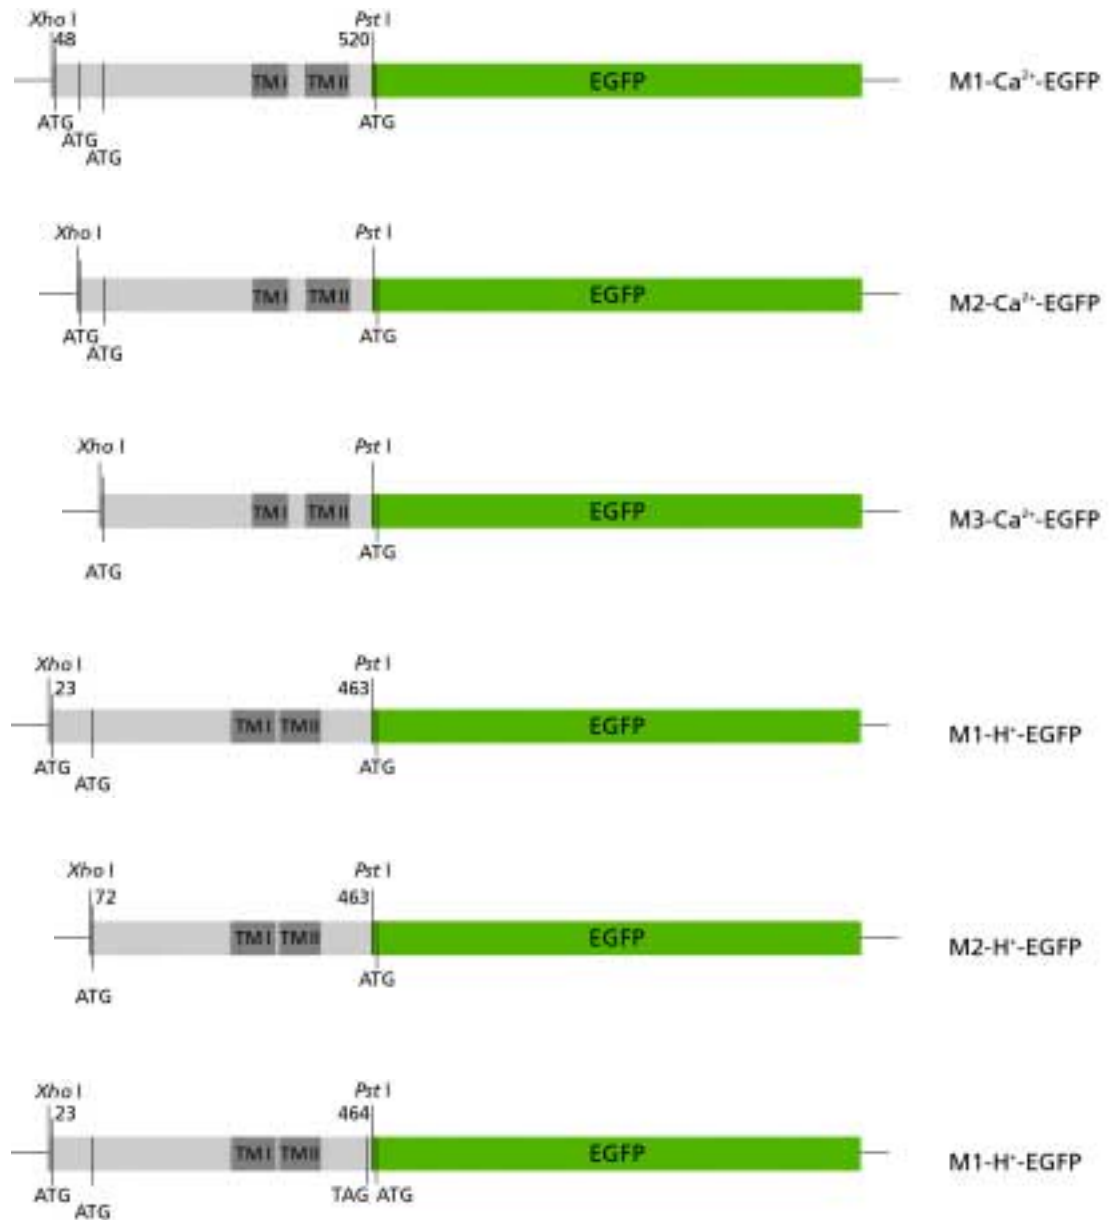 Xho I Pst I
48 520
TM I TM II EGFP M1-Ca²⁺-EGFP
ATG ATG
ATG
ATG
Xho I Pst I
TM I TM II EGFP M2-Ca²⁺-EGFP
ATG ATG
ATG
Xho I Pst I
TM I TM II EGFP M3-Ca²⁺-EGFP
ATG
ATG
Xho I Pst I
23 463
TM I TM II EGFP M1-H⁺-EGFP
ATG ATG
ATG
Xho I Pst I
72 463
TM I TM II EGFP M2-H⁺-EGFP
ATG
ATG
Xho I Pst I
23 464
TM I TM II EGFP M1-H⁺-EGFP
ATG TAG ATG
ATG